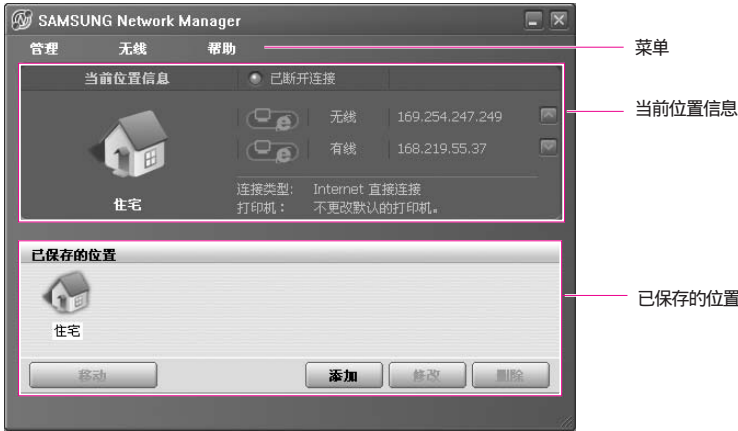 SAMSUNG Network Manager
管理 无线 帮助
菜单
当前位置信息 已断开连接
当前位置信息
无线 169.254.247.249
有线 168.219.55.37
连接类型: Internet 直接连接
住宅
打印机: 不更改默认的打印机。
已保存的位置
已保存的位置
住宅
移动 添加 修改 删除